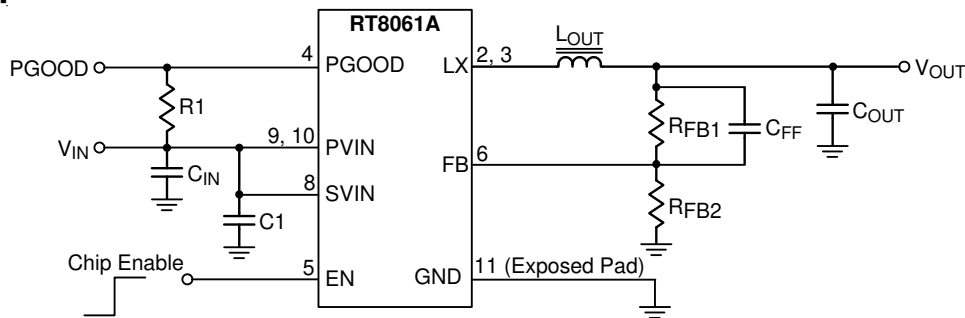 RT8061A
PGOOD
4
PGOOD
LX
2, 3
LOUT
VOUT
R1
RFB1
CFF
COUT
VIN
9, 10
PVIN
FB
6
CIN
8
SVIN
C1
RFB2
Chip Enable
5
EN
GND
11 (Exposed Pad)